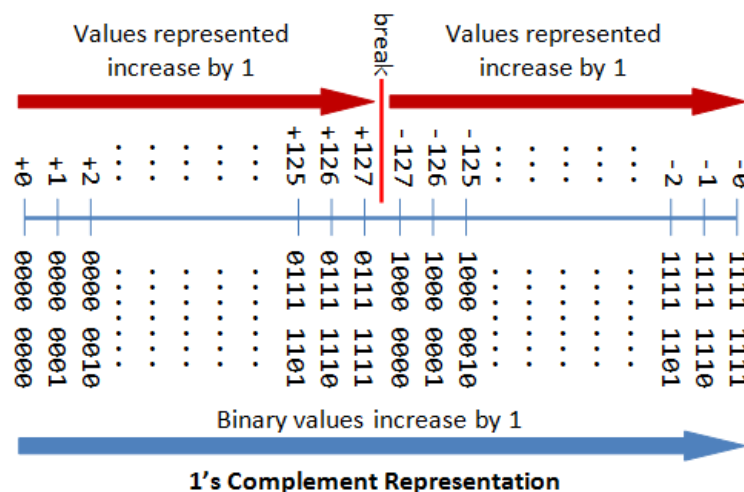 Values represented
increase by 1
break
Values represented
increase by 1
+0
+1
+2
. . . . .
. . . . .
+125
+126
+127
-127
-126
-125
. . . . .
. . . . .
-2
-1
-0
0000 0000
0000 0001
0000 0010
0111 1101
0111 1110
0111 1111
1000 0000
1000 0001
1000 0010
1111 1101
1111 1110
1111 1111
Binary values increase by 1
1's Complement Representation